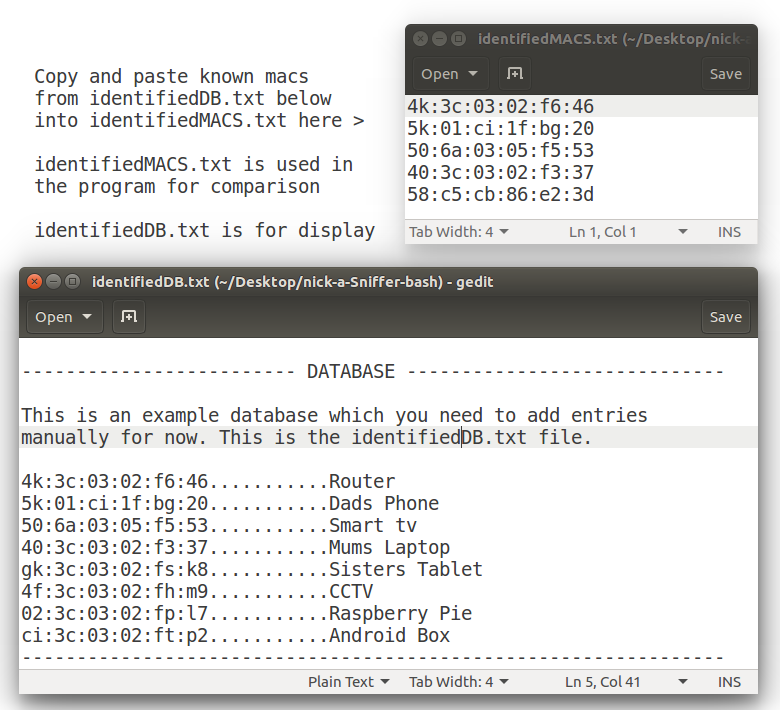 Copy and paste known macs
from identifiedDB.txt below
into identifiedMACS.txt here >
identifiedMACS.txt is used in
the program for comparison
identifiedDB.txt is for display
identifiedMACS.txt (~/Desktop/nick-a
Open
Save
4k:3c:03:02:f6:46
5k:01:ci:1f:bg:20
50:6a:03:05:f5:53
40:3c:03:02:f3:37
58:c5:cb:86:e2:3d
Tab Width: 4 Ln 1, Col 1 INS
identifiedDB.txt (~/Desktop/nick-a-Sniffer-bash) - gedit
Open
Save
------------------------- DATABASE -----------------------------
This is an example database which you need to add entries
manually for now. This is the identifiedDB.txt file.
4k:3c:03:02:f6:46...........Router
5k:01:ci:1f:bg:20...........Dads Phone
50:6a:03:05:f5:53...........Smart tv
40:3c:03:02:f3:37...........Mums Laptop
gk:3c:03:02:fs:k8...........Sisters Tablet
4f:3c:03:02:fh:m9...........CCTV
02:3c:03:02:fp:l7...........Raspberry Pie
ci:3c:03:02:ft:p2...........Android Box
----------------------------------------------------------------
Plain Text Tab Width: 4 Ln 5, Col 41 INS